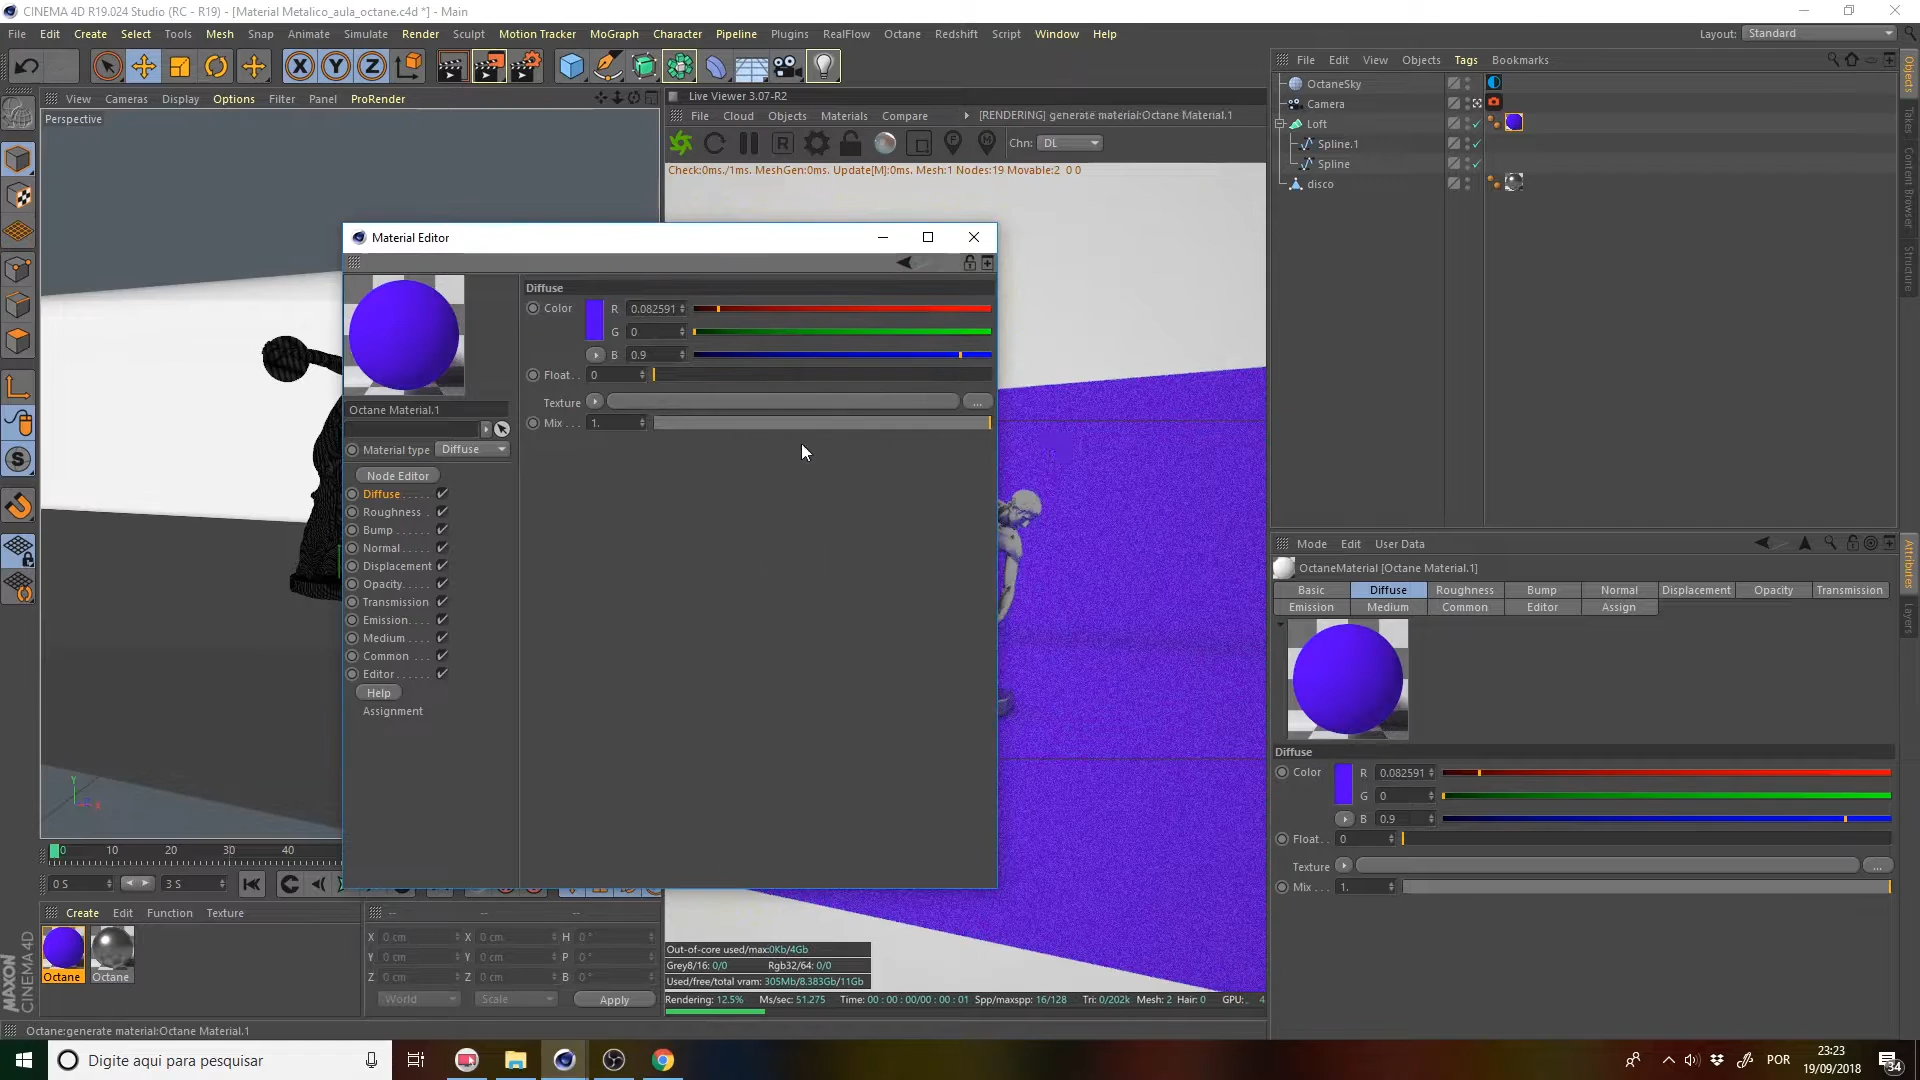 CINEMA 4D R19.024 Studio (RC - R19) - [Material Metalico_aula_octane.c4d *] - Main
File Edit Create Select Tools Mesh Snap Animate Simulate Render Sculpt Motion Tracker MoGraph Character Pipeline Plugins RealFlow Octane Redshift Script Window Help
Layout: Standard
View Cameras Display Options Filter Panel ProRender
Perspective
Live Viewer 3.07-R2
File Cloud Objects Materials Compare [RENDERING] generate material:Octane Material.1
Chn: DL
Check:0ms./1ms. MeshGen:0ms. Update[M]:0ms. Mesh:1 Nodes:19 Movable:2 0 0
File Edit View Objects Tags Bookmarks
OctaneSky
Camera
Loft
Spline.1
Spline
disco
Objects
Takes
Content Browser
Structure
Material Editor
Diffuse
Color R 0.082591
G 0
B 0.9
Float. . 0
Texture ...
Mix . . . 1.
Octane Material.1
Material type Diffuse
Node Editor
Diffuse . . . . .
Roughness .
Bump . . . . . .
Normal . . . . .
Displacement
Opacity. . . . .
Transmission
Emission. . . .
Medium . . . .
Common . . .
Editor . . . . . .
Help
Assignment
Mode Edit User Data
OctaneMaterial [Octane Material.1]
Basic Diffuse Roughness Bump Normal Displacement Opacity Transmission
Emission Medium Common Editor Assign
Diffuse
Color R 0.082591
G 0
B 0.9
Float. . 0
Texture ...
Mix . . . 1.
Attributes
Layers
Y
X
Z
0 10 20 30 40
0 S 3 S
Create Edit Function Texture
Octane Octane
-- -- --
X 0 cm X 0 cm H 0 °
Y 0 cm Y 0 cm P 0 °
Z 0 cm Z 0 cm B 0 °
World Scale Apply
MAXON
CINEMA 4D
Out-of-core used/max:0Kb/4Gb
Grey8/16: 0/0 Rgb32/64: 0/0
Used/free/total vram: 305Mb/8.383Gb/11Gb
Rendering: 12.5% Ms/sec: 51.275 Time: 00 : 00 : 00/00 : 00 : 01 Spp/maxspp: 16/128 Tri: 0/202k Mesh: 2 Hair: 0 GPU: 4
Octane:generate material:Octane Material.1
Digite aqui para pesquisar
POR
23:23
19/09/2018
34